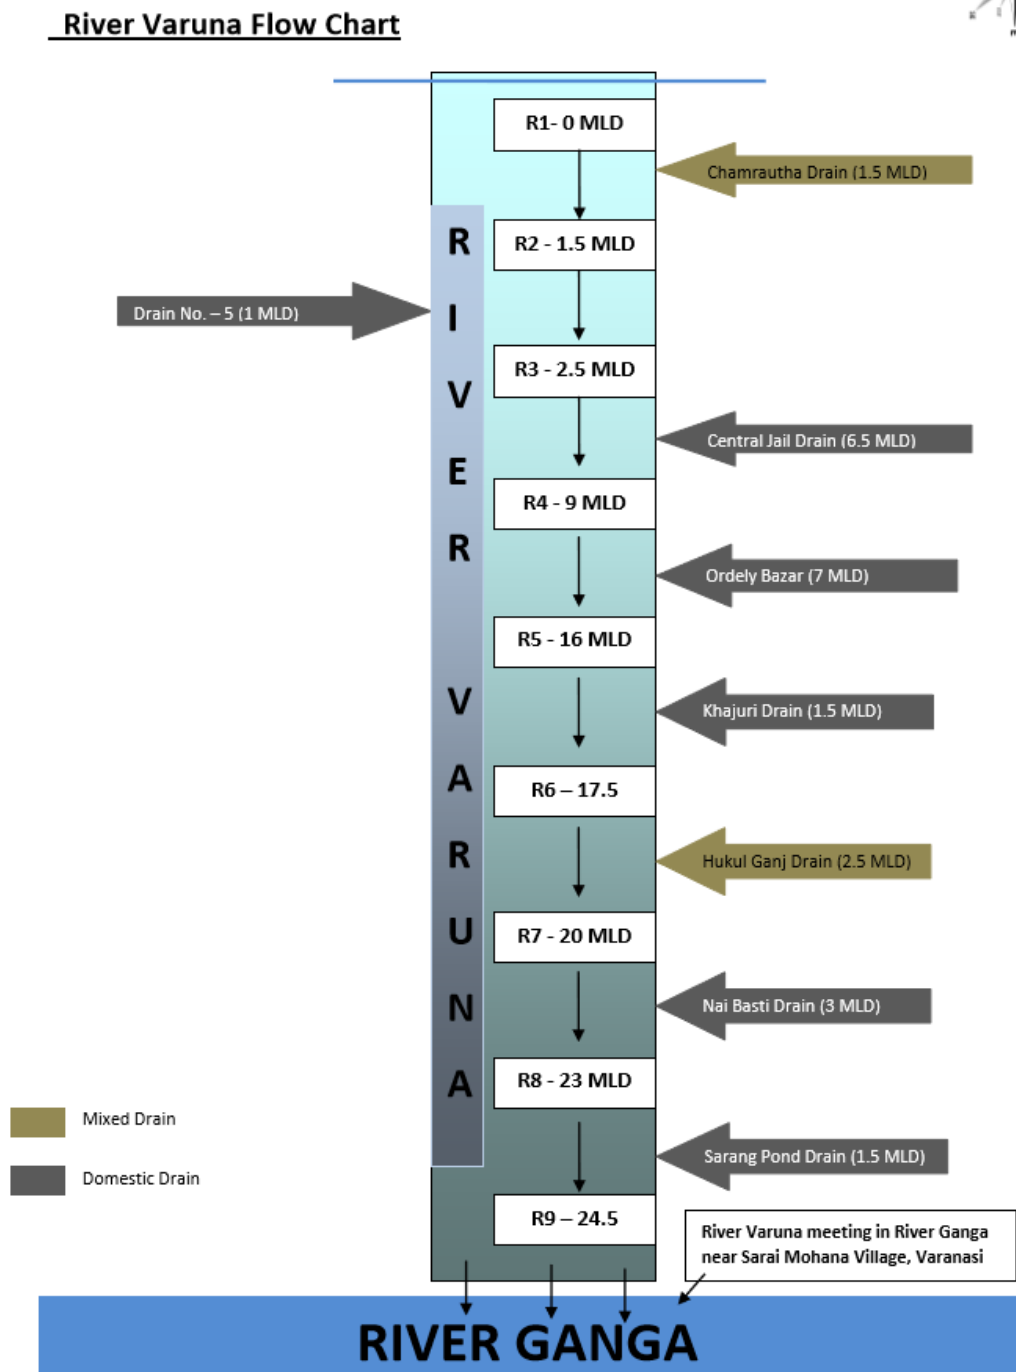 River Varuna Flow Chart
R1- 0 MLD
Chamrautha Drain (1.5 MLD)
R2 - 1.5 MLD
Drain No. – 5 (1 MLD)
R3 - 2.5 MLD
Central Jail Drain (6.5 MLD)
R4 - 9 MLD
Ordely Bazar (7 MLD)
R5 - 16 MLD
Khajuri Drain (1.5 MLD)
R6 – 17.5
Hukul Ganj Drain (2.5 MLD)
R7 - 20 MLD
Nai Basti Drain (3 MLD)
R8 - 23 MLD
Sarang Pond Drain (1.5 MLD)
R9 – 24.5
RIVER VARUNA
Mixed Drain
Domestic Drain
River Varuna meeting in River Ganga
near Sarai Mohana Village, Varanasi
RIVER GANGA